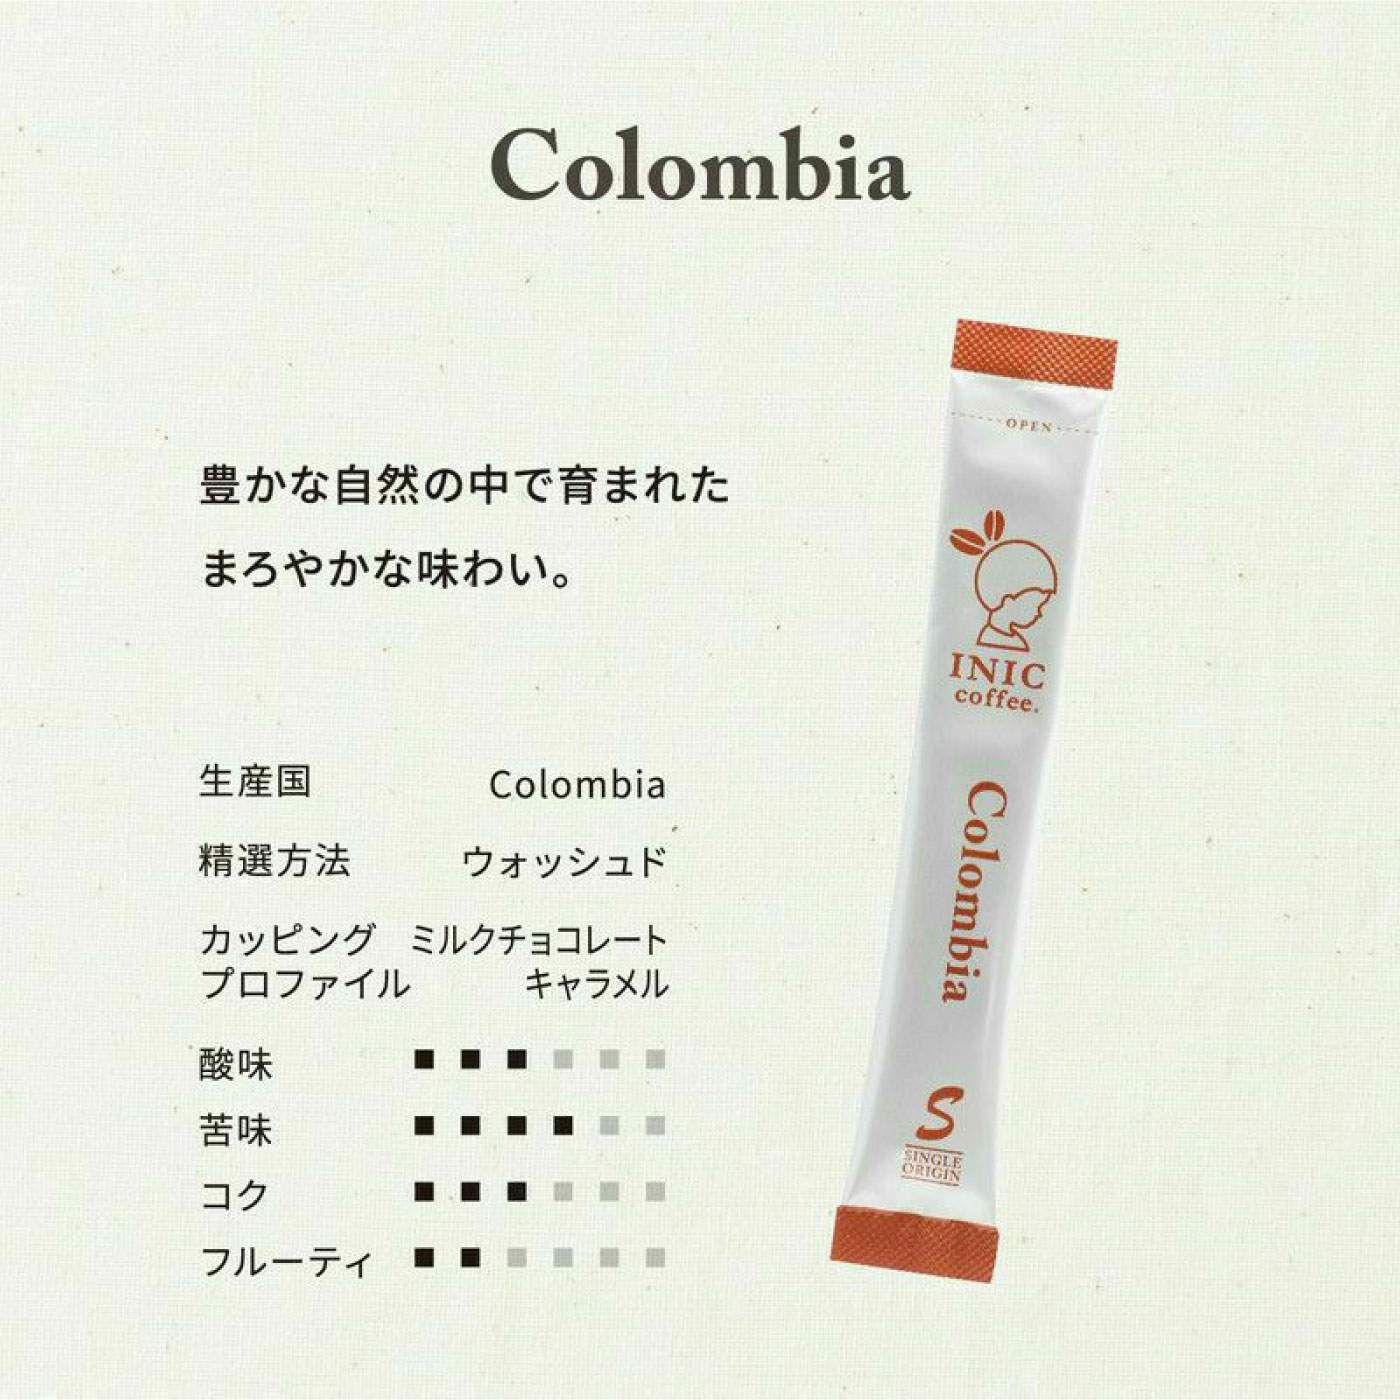 Colombia
豊かな自然の中で育まれた
まろやかな味わい。
生産国 Colombia
精選方法 ウォッシュド
カッピング ミルクチョコレート
プロファイル キャラメル
酸味
苦味
コク
フルーティ
OPEN
INIC
coffee.
Colombia
S
SINGLE
ORIGIN